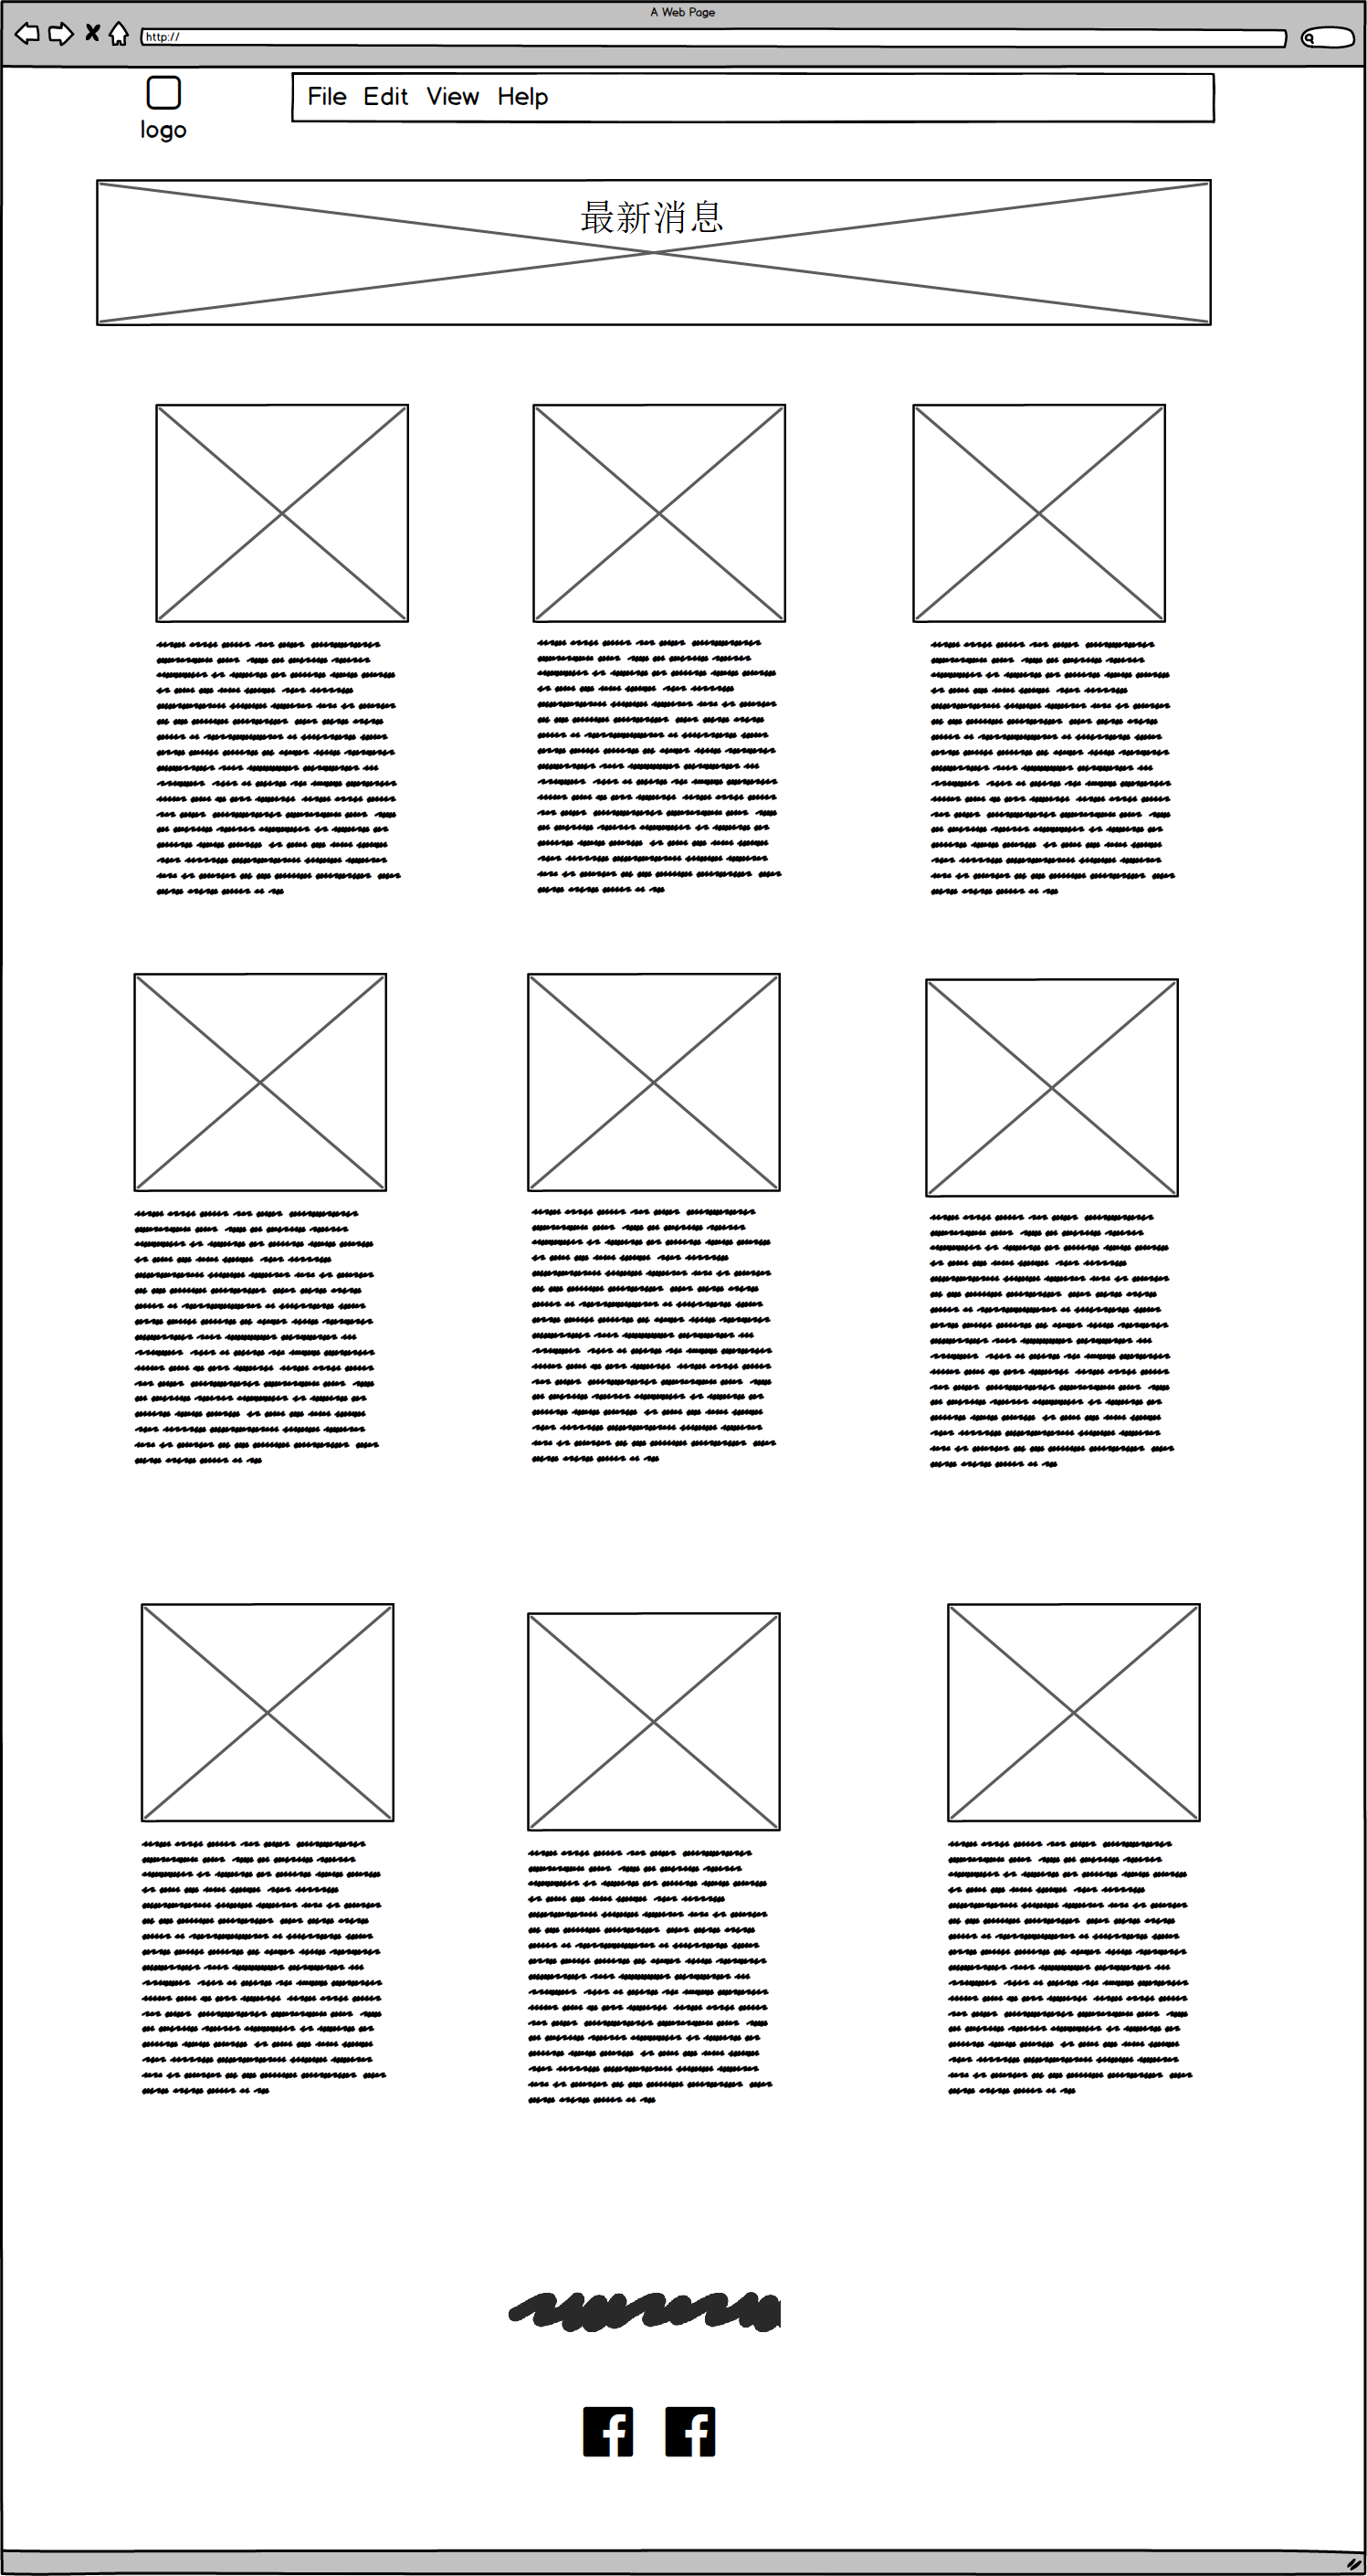 A Web Page
http://
File Edit View Help
logo
最新消息